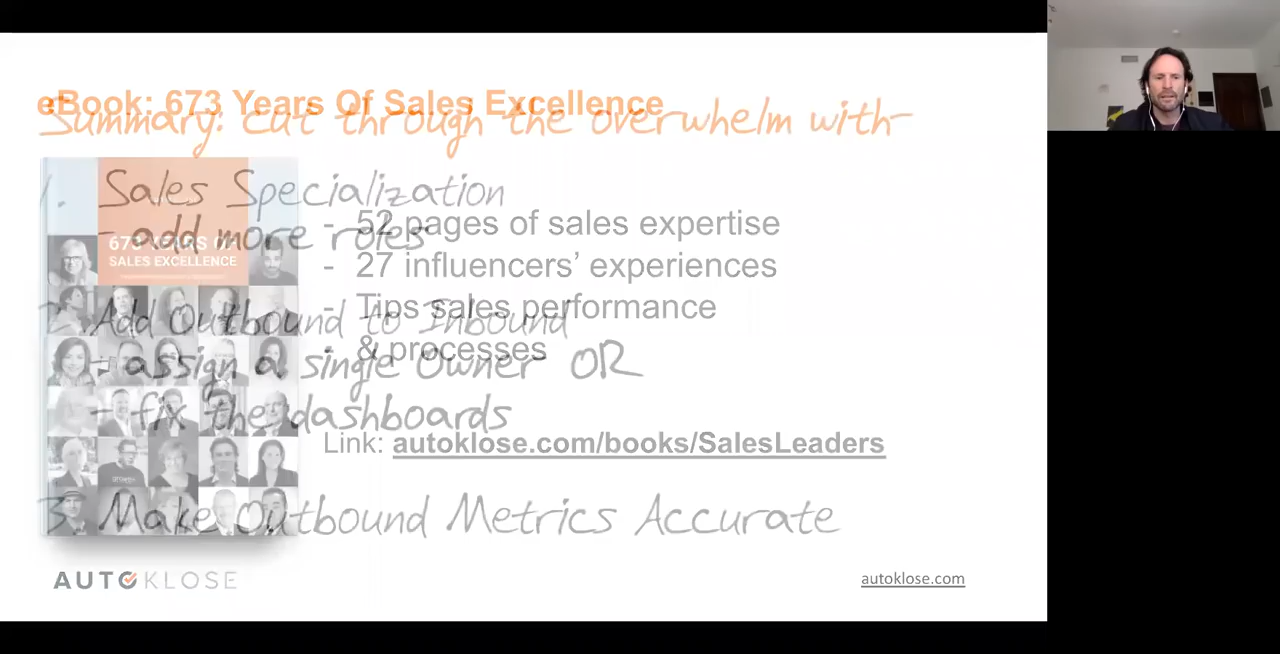 eBook: 673 Years Of Sales Excellence
Summary: cut through the overwhelm with-
1. Sales Specialization
- add more roles
2. Add Outbound to Inbound
- assign a single owner OR
- fix the dashboards
3. Make Outbound Metrics Accurate
673 YEARS OF
SALES EXCELLENCE
- 52 pages of sales expertise
- 27 influencers’ experiences
- Tips sales performance
& processes
Link: autoklose.com/books/SalesLeaders
AUTOKLOSE
autoklose.com